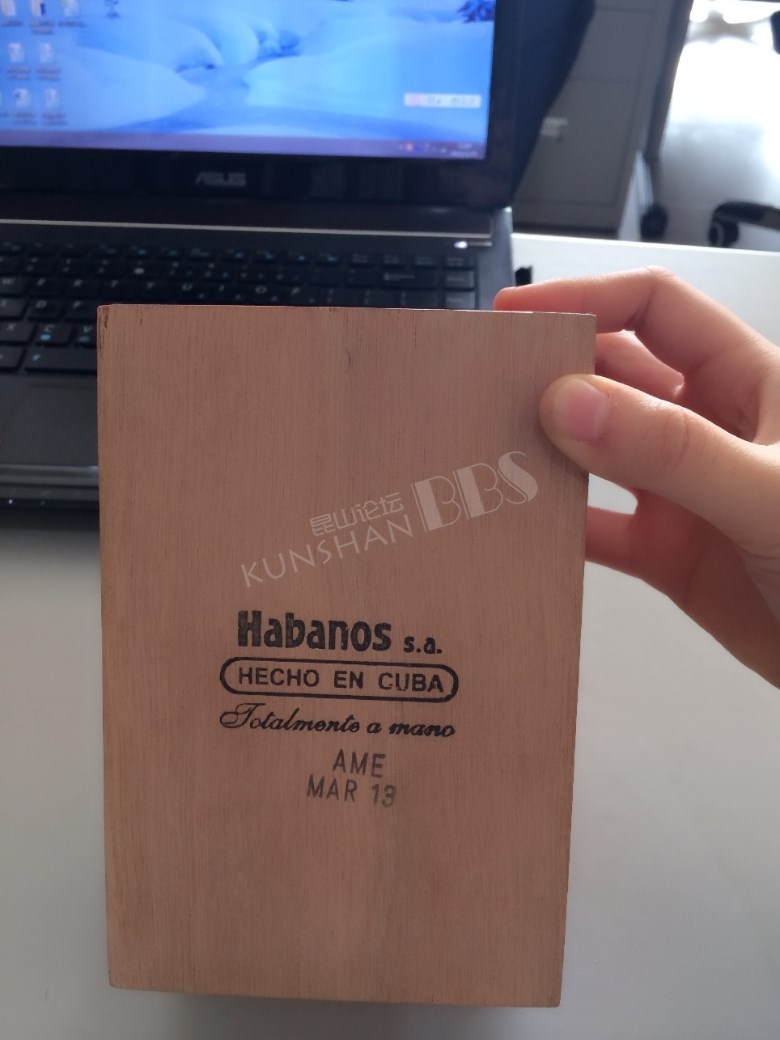 ASUS
昆山论坛
KUNSHAN BBS
Habanos s.a.
HECHO EN CUBA
Totalmente a mano
AME
MAR 13